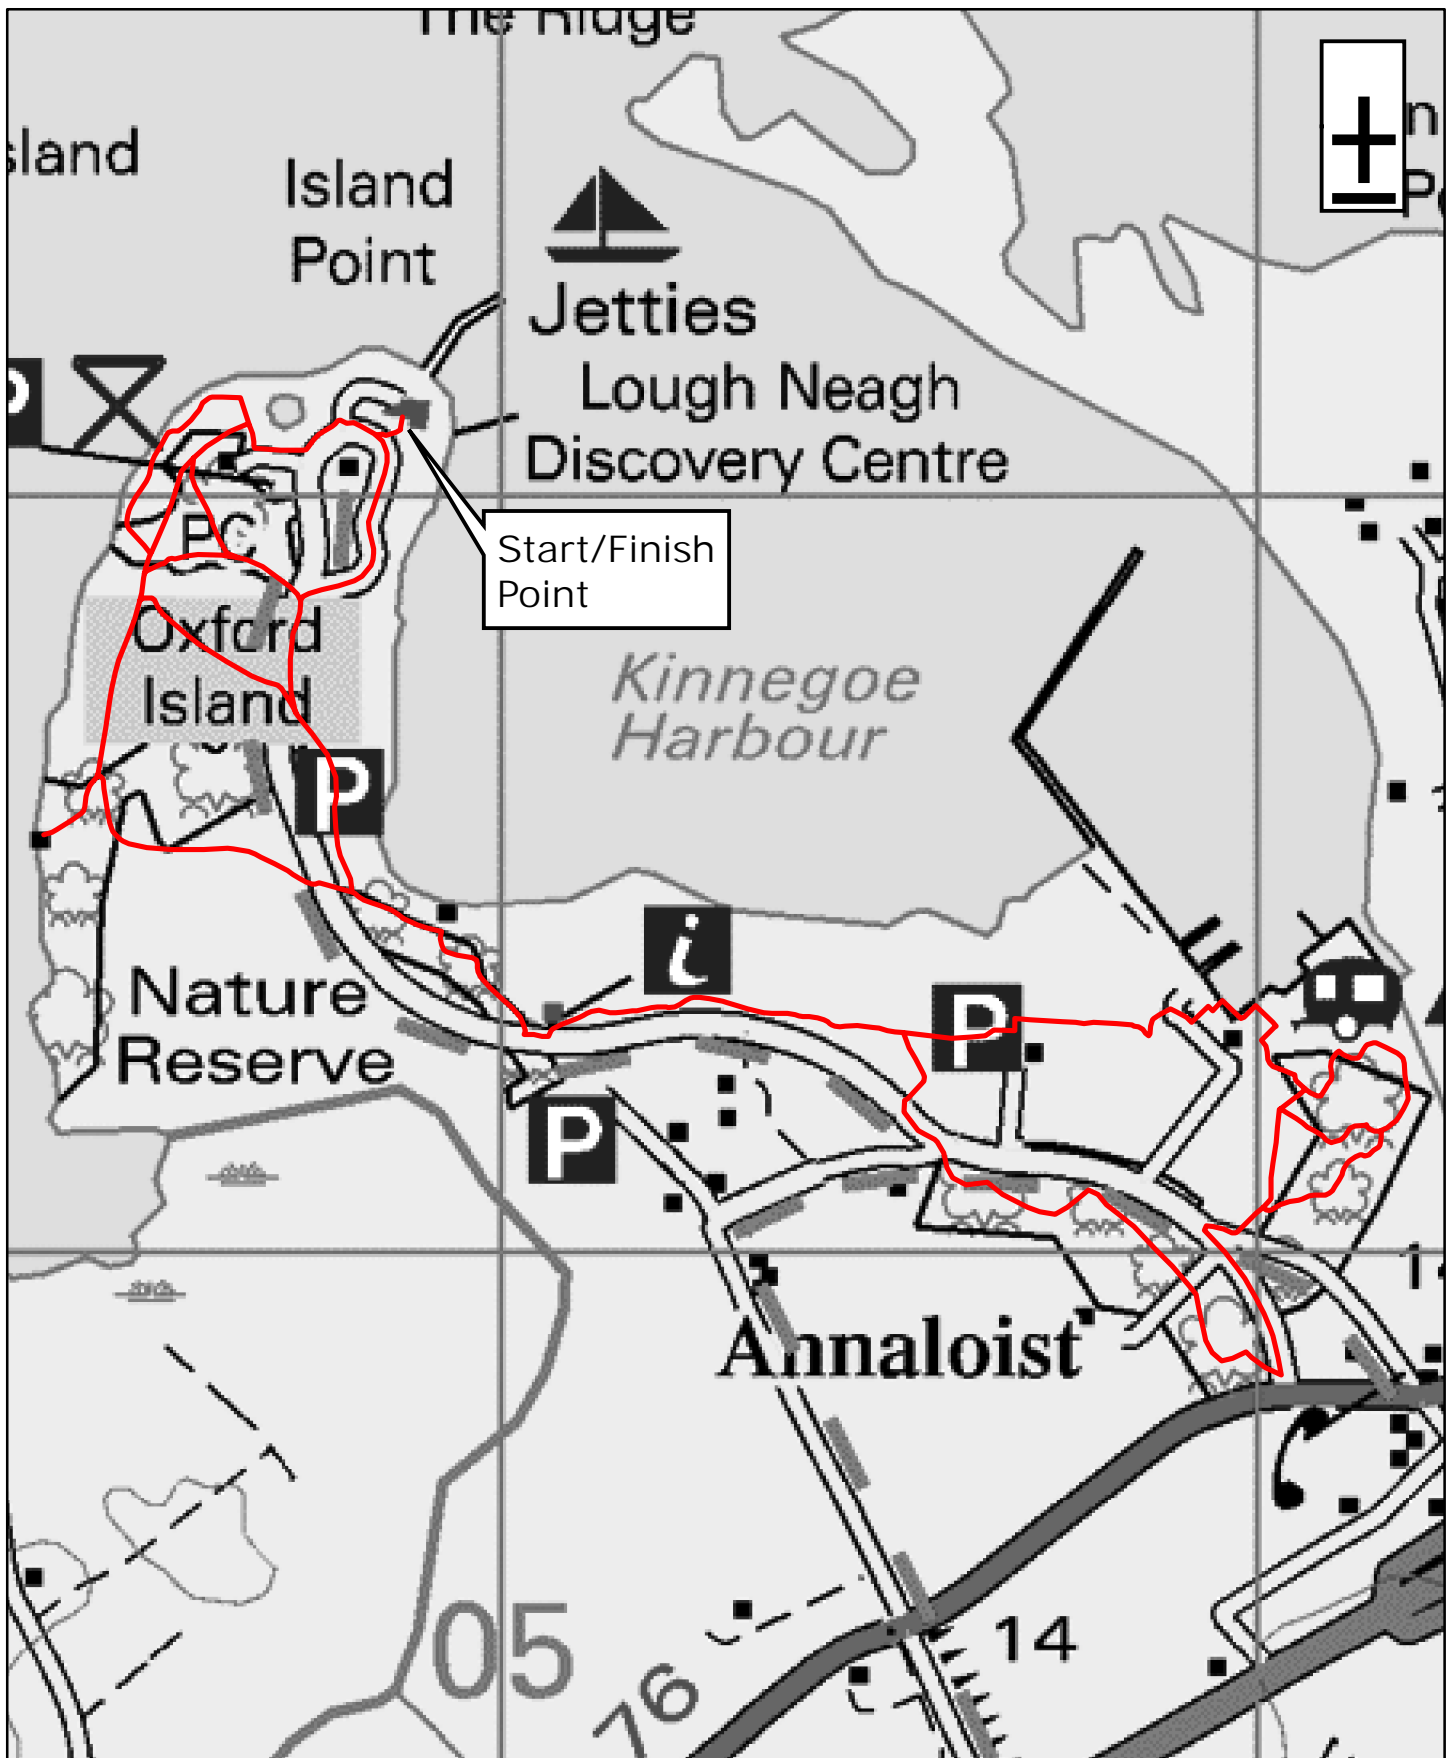 The Ridge
sland
Island
Point
Jetties
Lough Neagh
Discovery Centre
PC
Start/Finish
Point
Oxford
Island
Kinnegoe
Harbour
P
i
P
P
Nature
Reserve
Annaloist
05
76
14